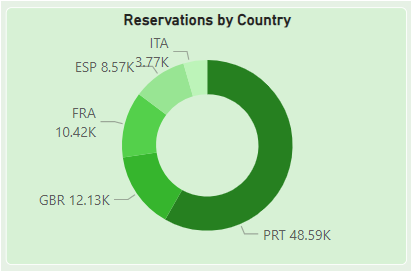 Reservations by Country
ITA
3.77K
ESP 8.57K
FRA
10.42K
GBR 12.13K
PRT 48.59K